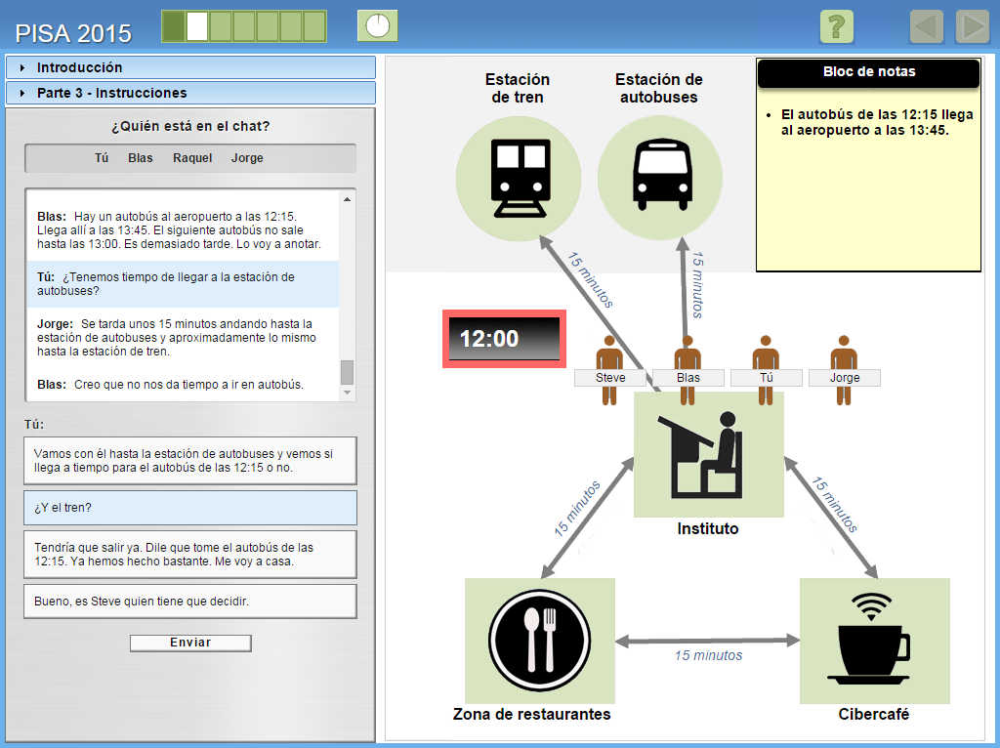 PISA 2015
?
Introducción
Parte 3 - Instrucciones
¿Quién está en el chat?
Tú Blas Raquel Jorge
Blas: Hay un autobús al aeropuerto a las 12:15.
Llega allí a las 13:45. El siguiente autobús no sale
hasta las 13:00. Es demasiado tarde. Lo voy a anotar.
Tú: ¿Tenemos tiempo de llegar a la estación de
autobuses?
Jorge: Se tarda unos 15 minutos andando hasta la
estación de autobuses y aproximadamente lo mismo
hasta la estación de tren.
Blas: Creo que no nos da tiempo a ir en autobús.
Tú:
Vamos con él hasta la estación de autobuses y vemos si
llega a tiempo para el autobús de las 12:15 o no.
¿Y el tren?
Tendría que salir ya. Dile que tome el autobús de las
12:15. Ya hemos hecho bastante. Me voy a casa.
Bueno, es Steve quien tiene que decidir.
Enviar
Estación
de tren
Estación de
autobuses
Bloc de notas
• El autobús de las 12:15 llega
al aeropuerto a las 13:45.
15 minutos
15 minutos
12:00
Steve
Blas
Tú
Jorge
Instituto
15 minutos
15 minutos
15 minutos
Zona de restaurantes
Cibercafé